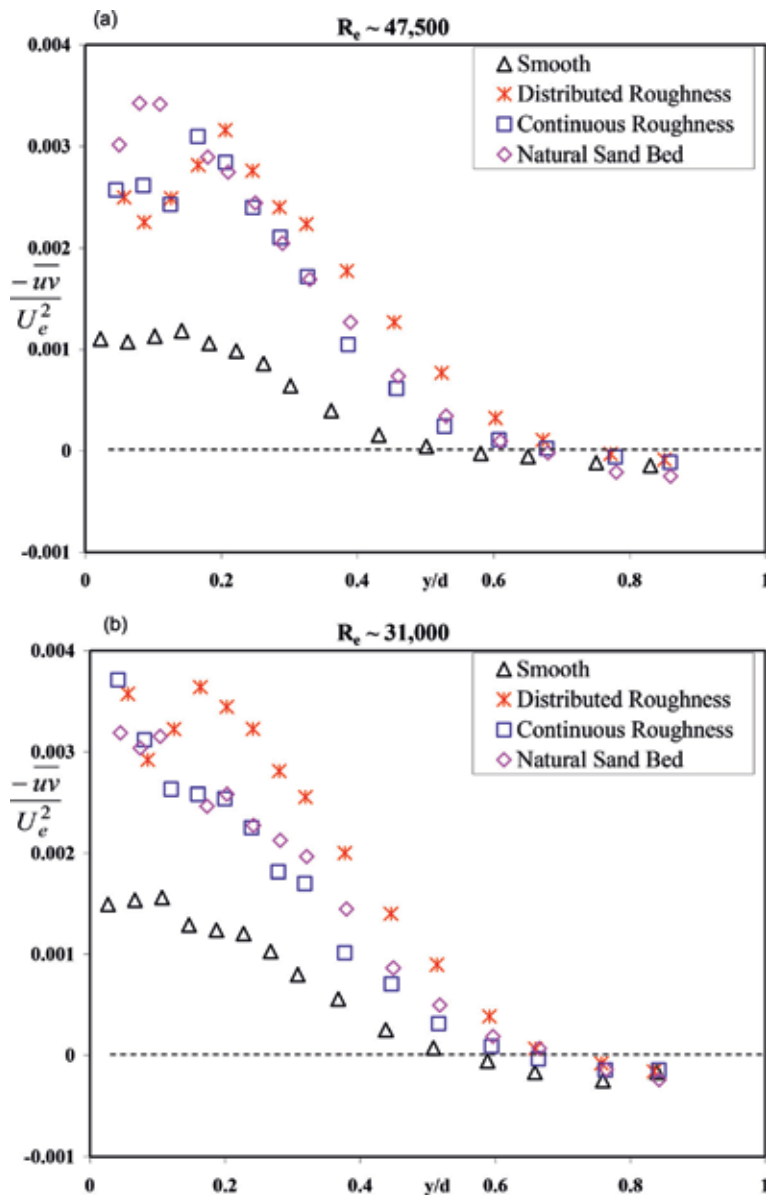 (a)
Rₑ ~ 47,500
0.004
0.003
0.002
0.001
0
-0.001
−uv
Uₑ²
Smooth
Distributed Roughness
Continuous Roughness
Natural Sand Bed
0 0.2 0.4 y/d 0.6 0.8 1
(b)
Rₑ ~ 31,000
0.004
0.003
0.002
0.001
0
-0.001
−uv
Uₑ²
Smooth
Distributed Roughness
Continuous Roughness
Natural Sand Bed
0 0.2 0.4 y/d 0.6 0.8 1